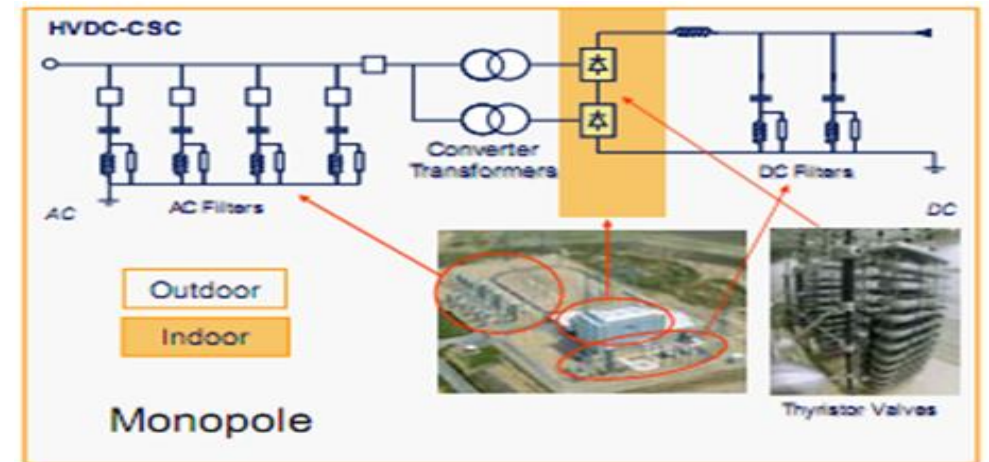 HVDC-CSC
Converter
Transformers
AC
AC Filters
DC Filters
DC
Outdoor
Indoor
Monopole
Thyristor Valves